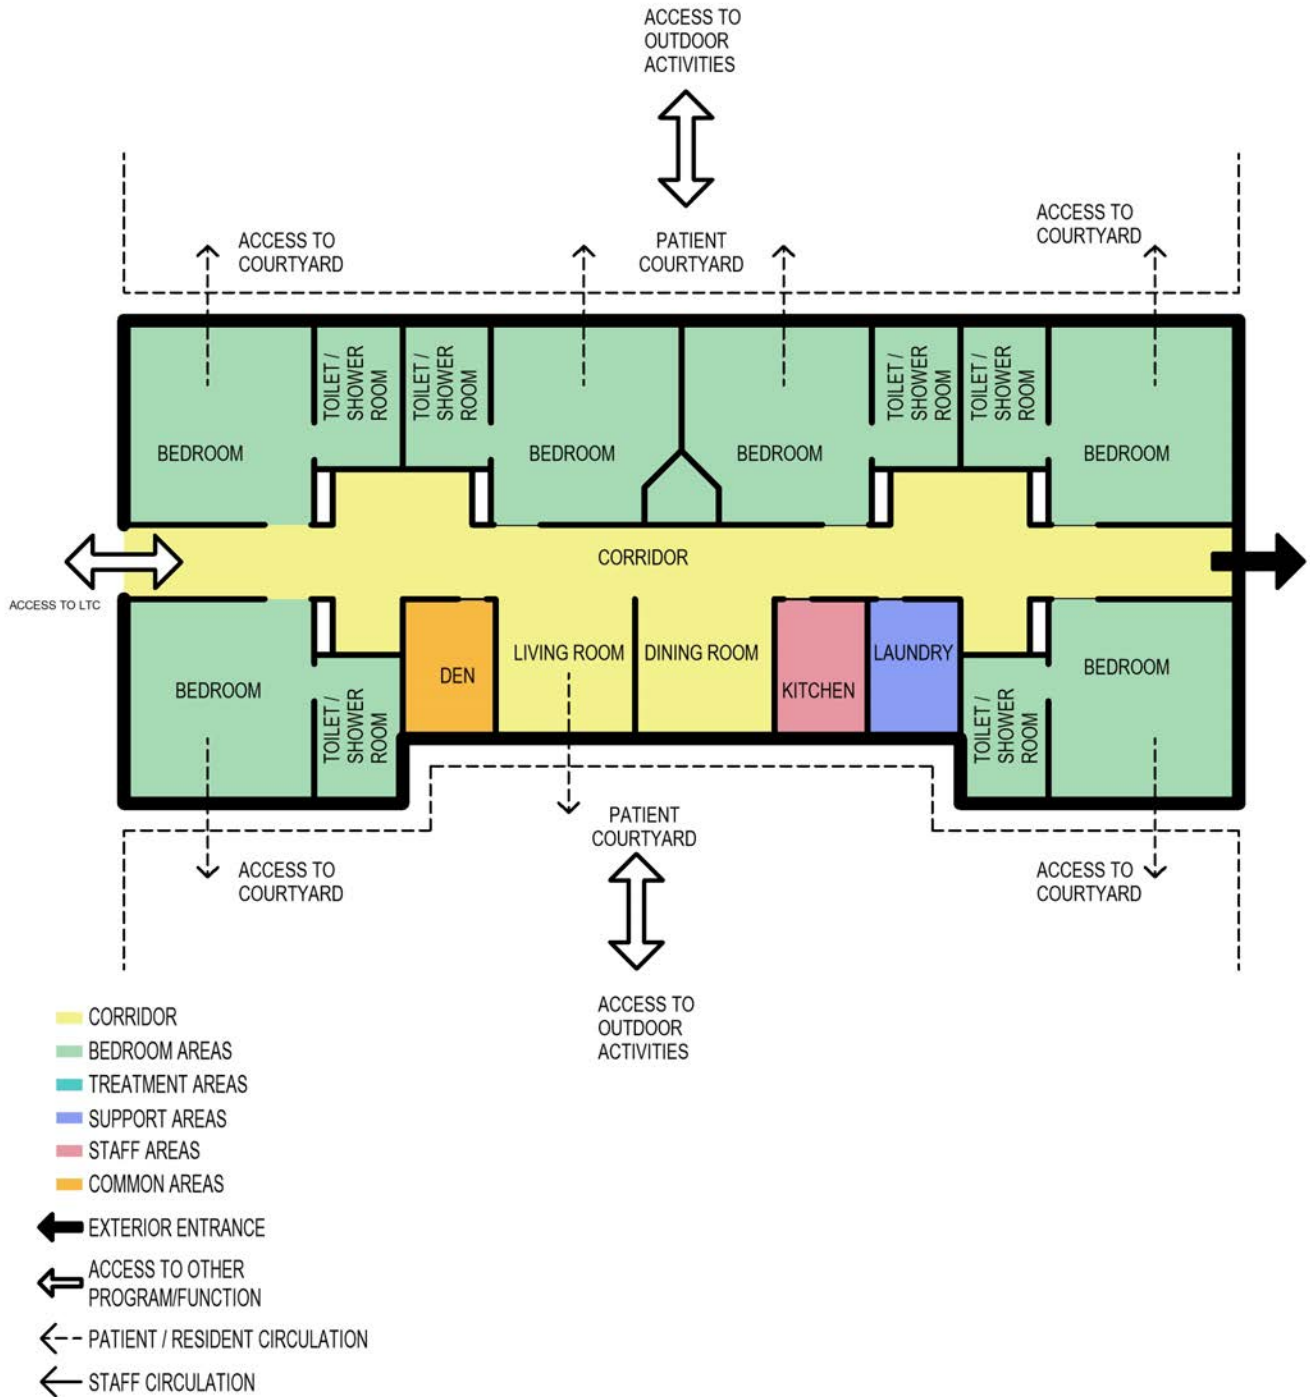 ACCESS TO
OUTDOOR
ACTIVITIES
ACCESS TO
COURTYARD
PATIENT
COURTYARD
ACCESS TO
COURTYARD
TOILET /
SHOWER
ROOM
TOILET /
SHOWER
ROOM
TOILET /
SHOWER
ROOM
TOILET /
SHOWER
ROOM
BEDROOM
BEDROOM
BEDROOM
BEDROOM
CORRIDOR
ACCESS TO LTC
BEDROOM
TOILET /
SHOWER
ROOM
DEN
LIVING ROOM
DINING ROOM
KITCHEN
LAUNDRY
TOILET /
SHOWER
ROOM
BEDROOM
ACCESS TO
COURTYARD
PATIENT
COURTYARD
ACCESS TO
COURTYARD
ACCESS TO
OUTDOOR
ACTIVITIES
CORRIDOR
BEDROOM AREAS
TREATMENT AREAS
SUPPORT AREAS
STAFF AREAS
COMMON AREAS
EXTERIOR ENTRANCE
ACCESS TO OTHER
PROGRAM/FUNCTION
PATIENT / RESIDENT CIRCULATION
STAFF CIRCULATION